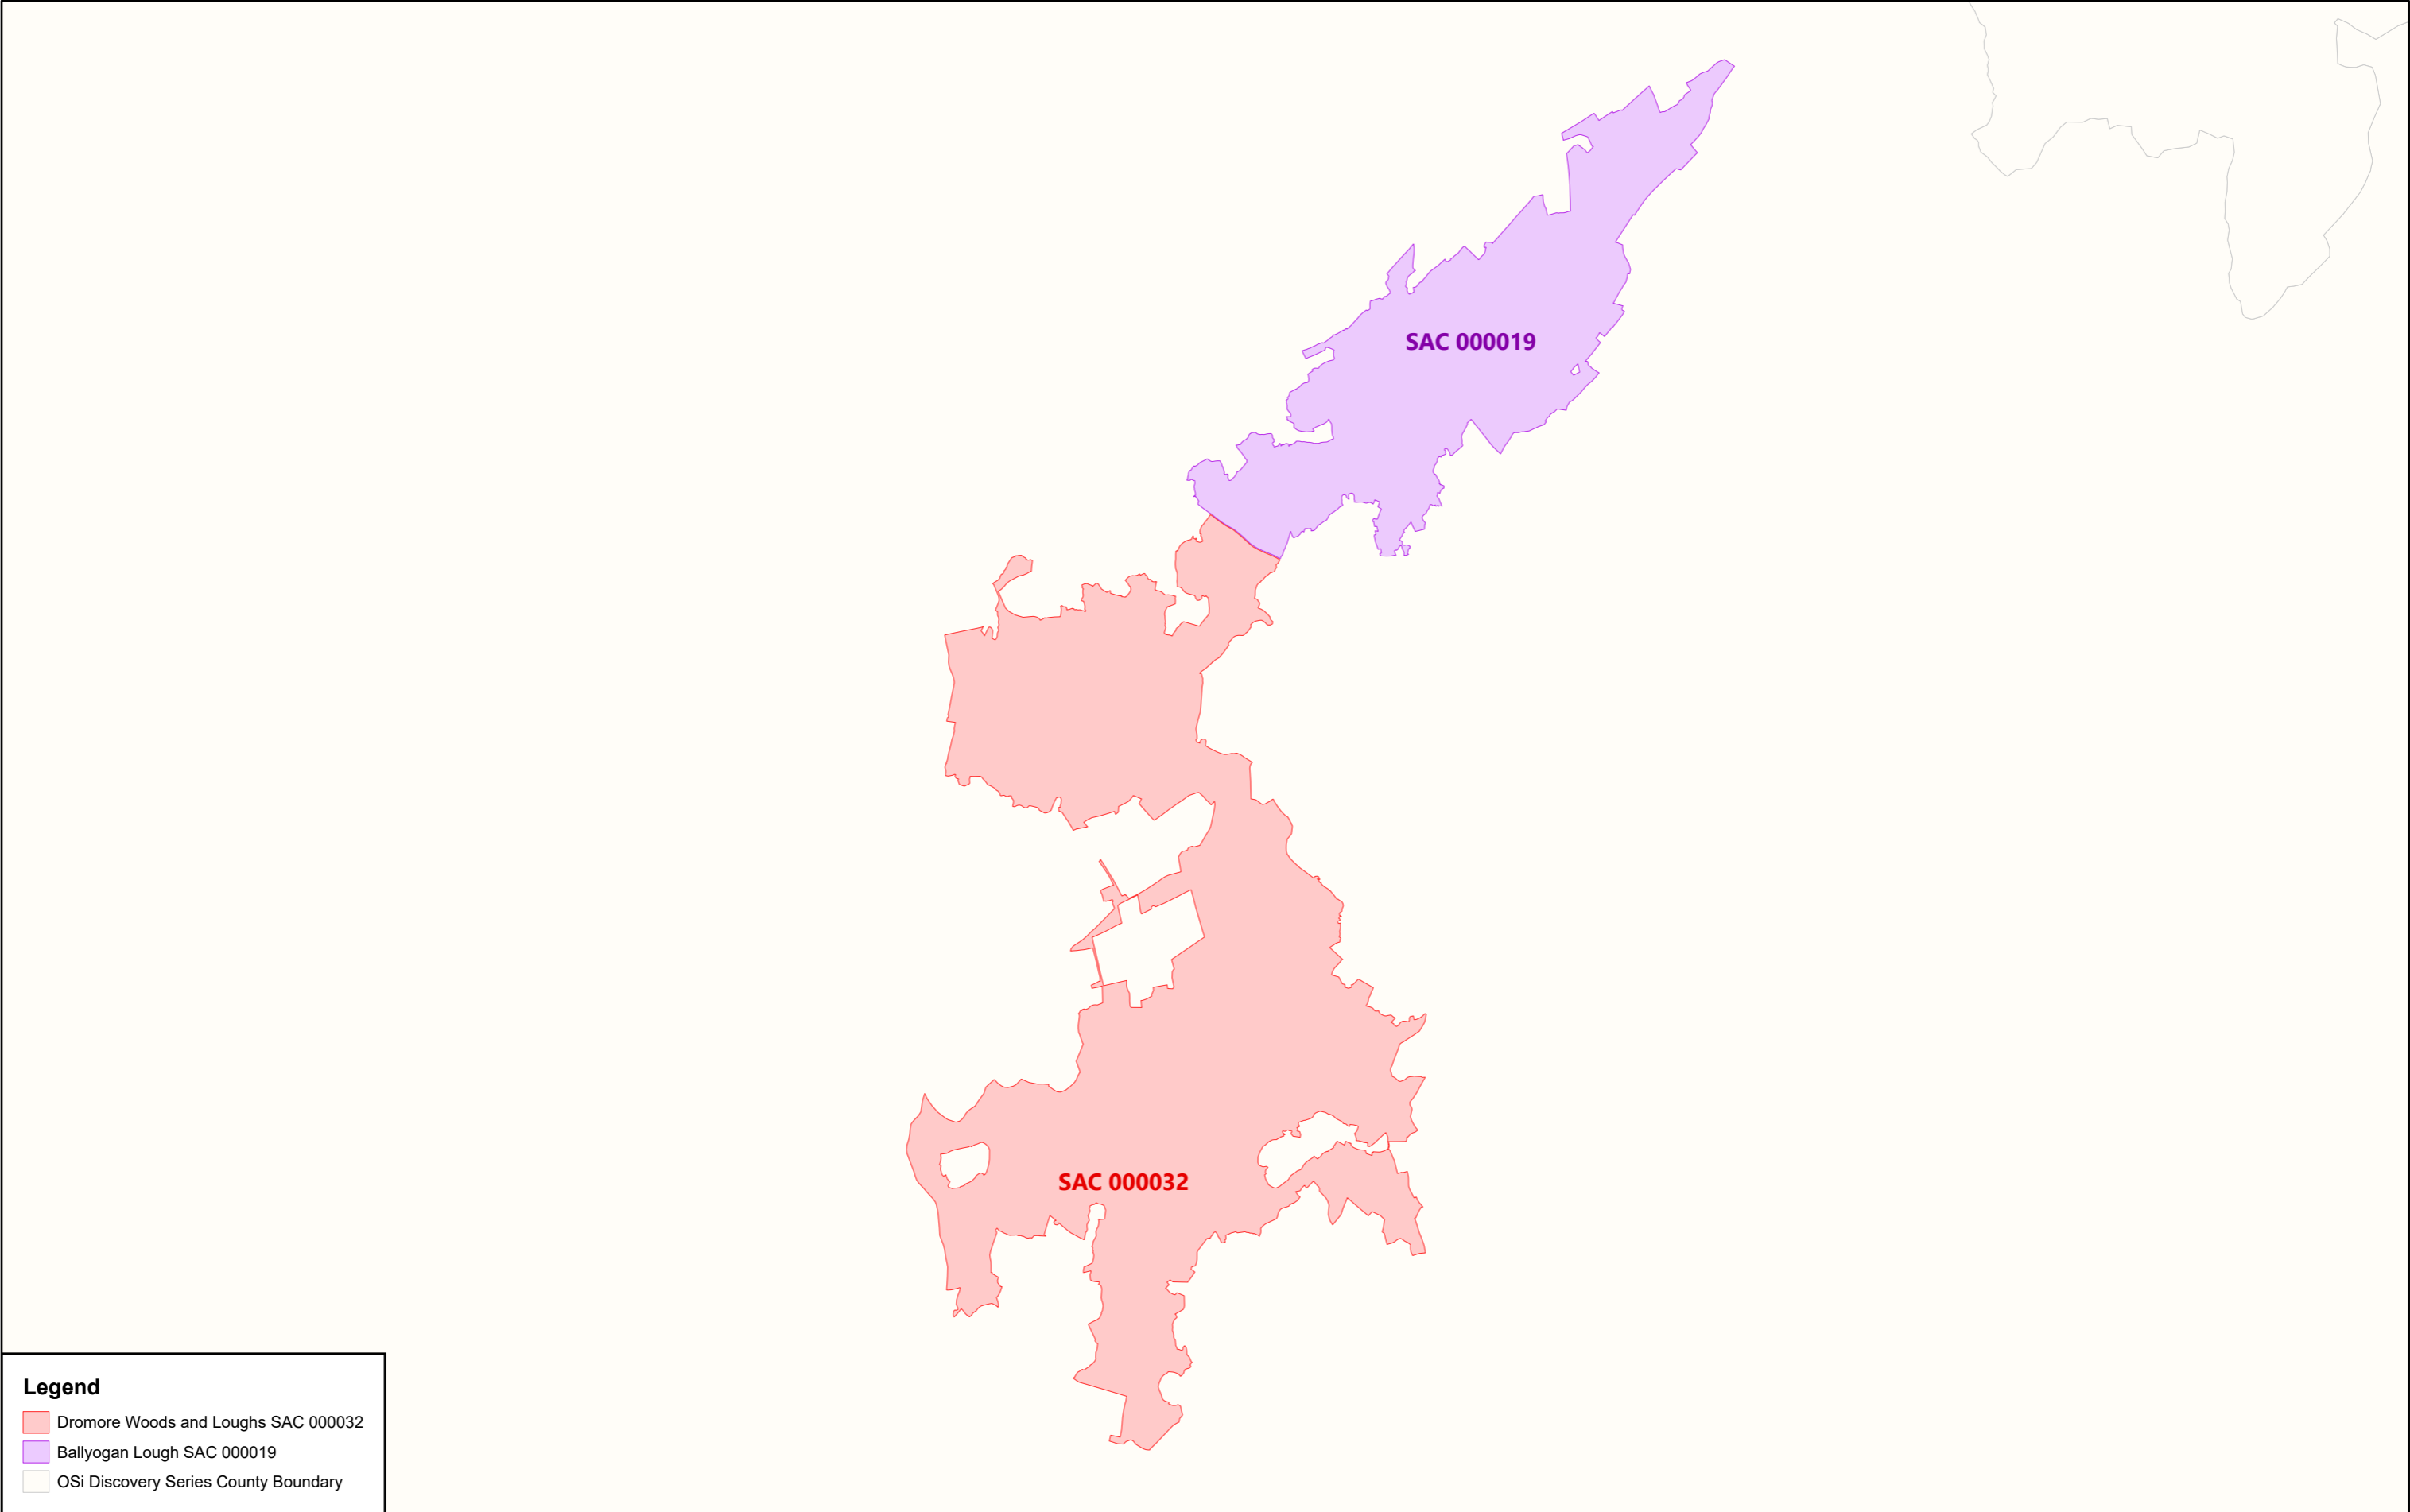 SAC 000019
SAC 000032
Legend
Dromore Woods and Loughs SAC 000032
Ballyogan Lough SAC 000019
OSi Discovery Series County Boundary